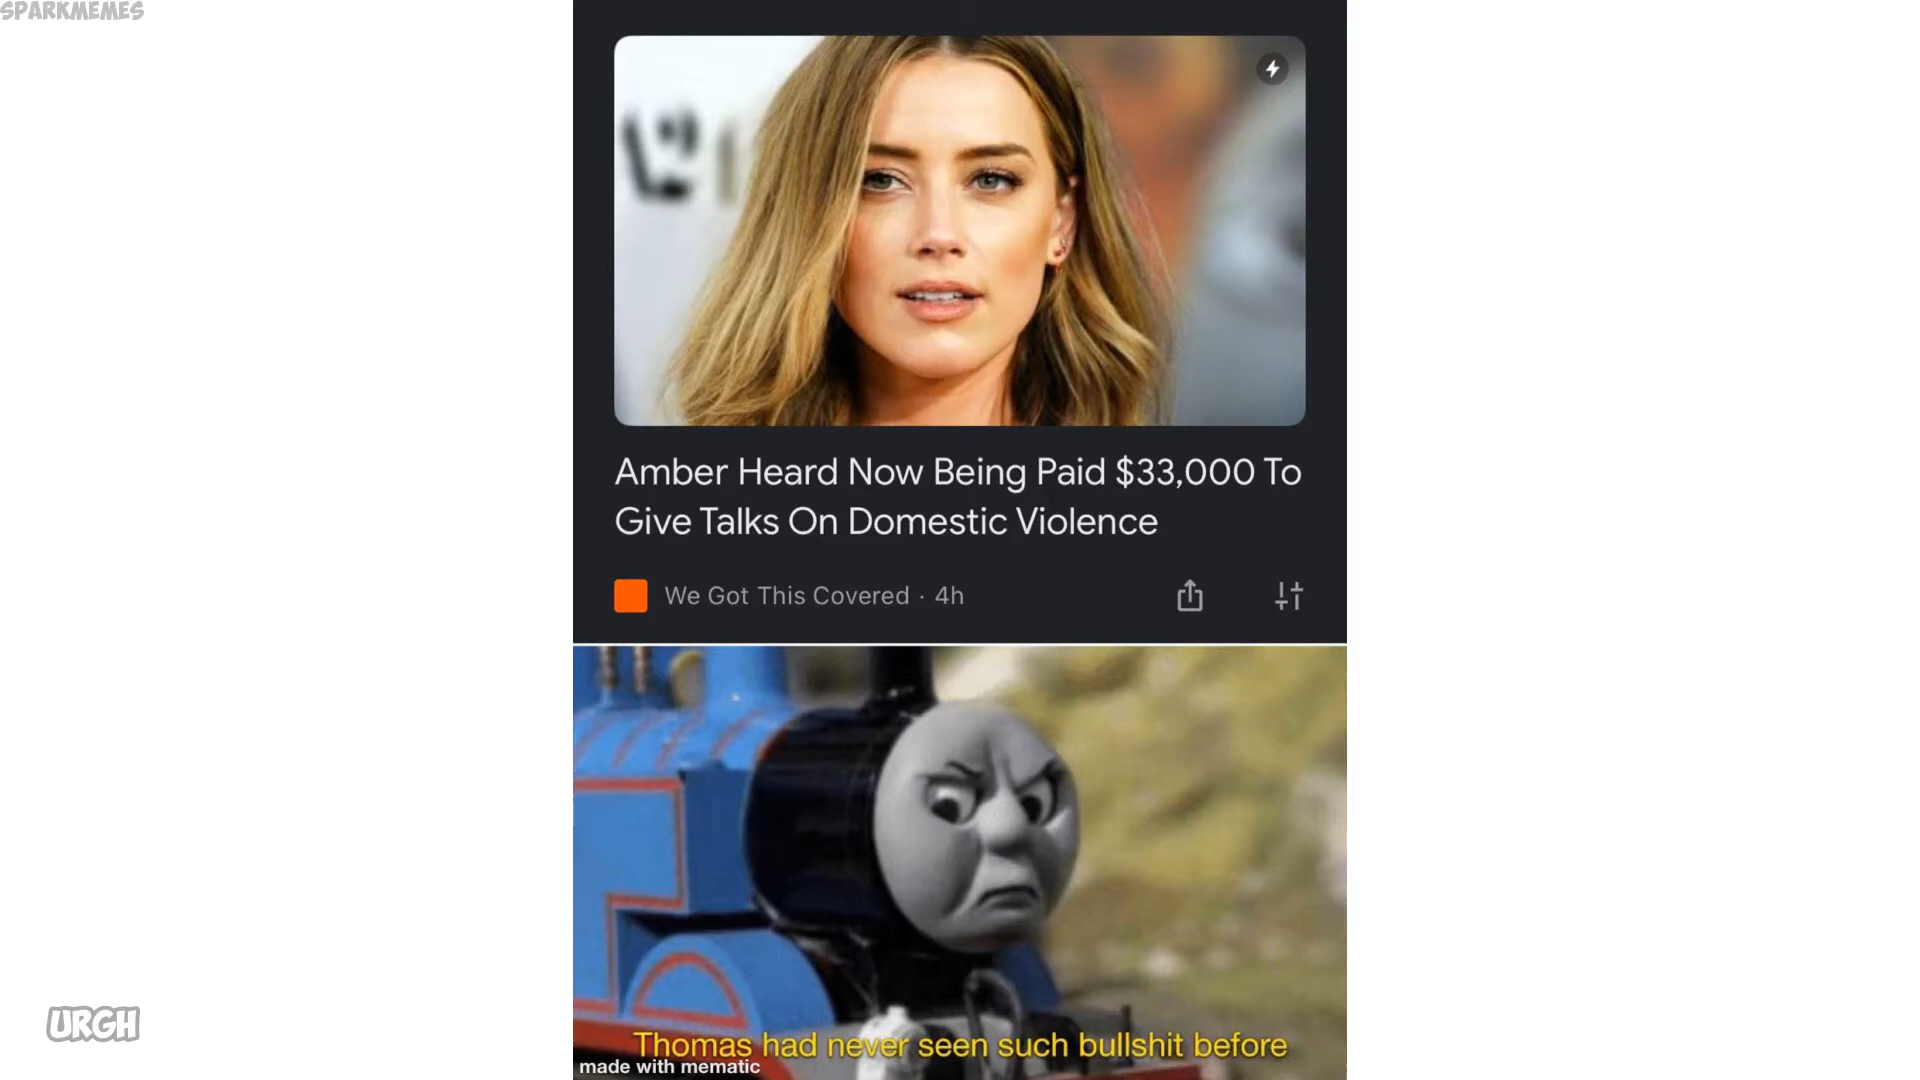 SPARKMEMES
Amber Heard Now Being Paid $33,000 To
Give Talks On Domestic Violence
We Got This Covered · 4h
Thomas had never seen such bullshit before
made with mematic
URGH